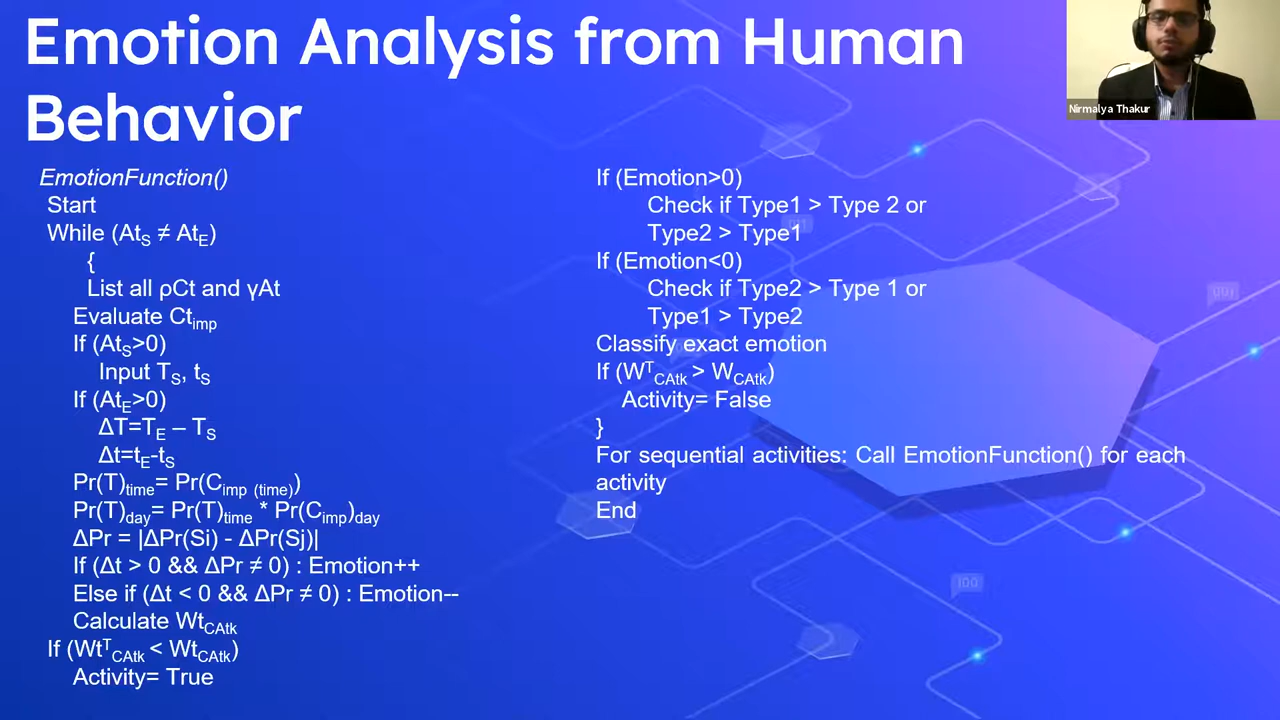 Emotion Analysis from Human
Behavior
Nirmalya Thakur
EmotionFunction()
Start
While (AtS ≠ AtE)
{
List all ρCt and γAt
Evaluate Ctimp
If (AtS>0)
Input TS, tS
If (AtE>0)
ΔT=TE – TS
Δt=tE-tS
Pr(T)time= Pr(Cimp (time))
Pr(T)day= Pr(T)time * Pr(Cimp)day
ΔPr = |ΔPr(Si) - ΔPr(Sj)|
If (Δt > 0 && ΔPr ≠ 0) : Emotion++
Else if (Δt < 0 && ΔPr ≠ 0) : Emotion--
Calculate WtCAtk
If (WtTCAtk < WtCAtk)
Activity= True
If (Emotion>0)
Check if Type1 > Type 2 or
Type2 > Type1
If (Emotion<0)
Check if Type2 > Type 1 or
Type1 > Type2
Classify exact emotion
If (WTCAtk > WCAtk)
Activity= False
}
For sequential activities: Call EmotionFunction() for each
activity
End